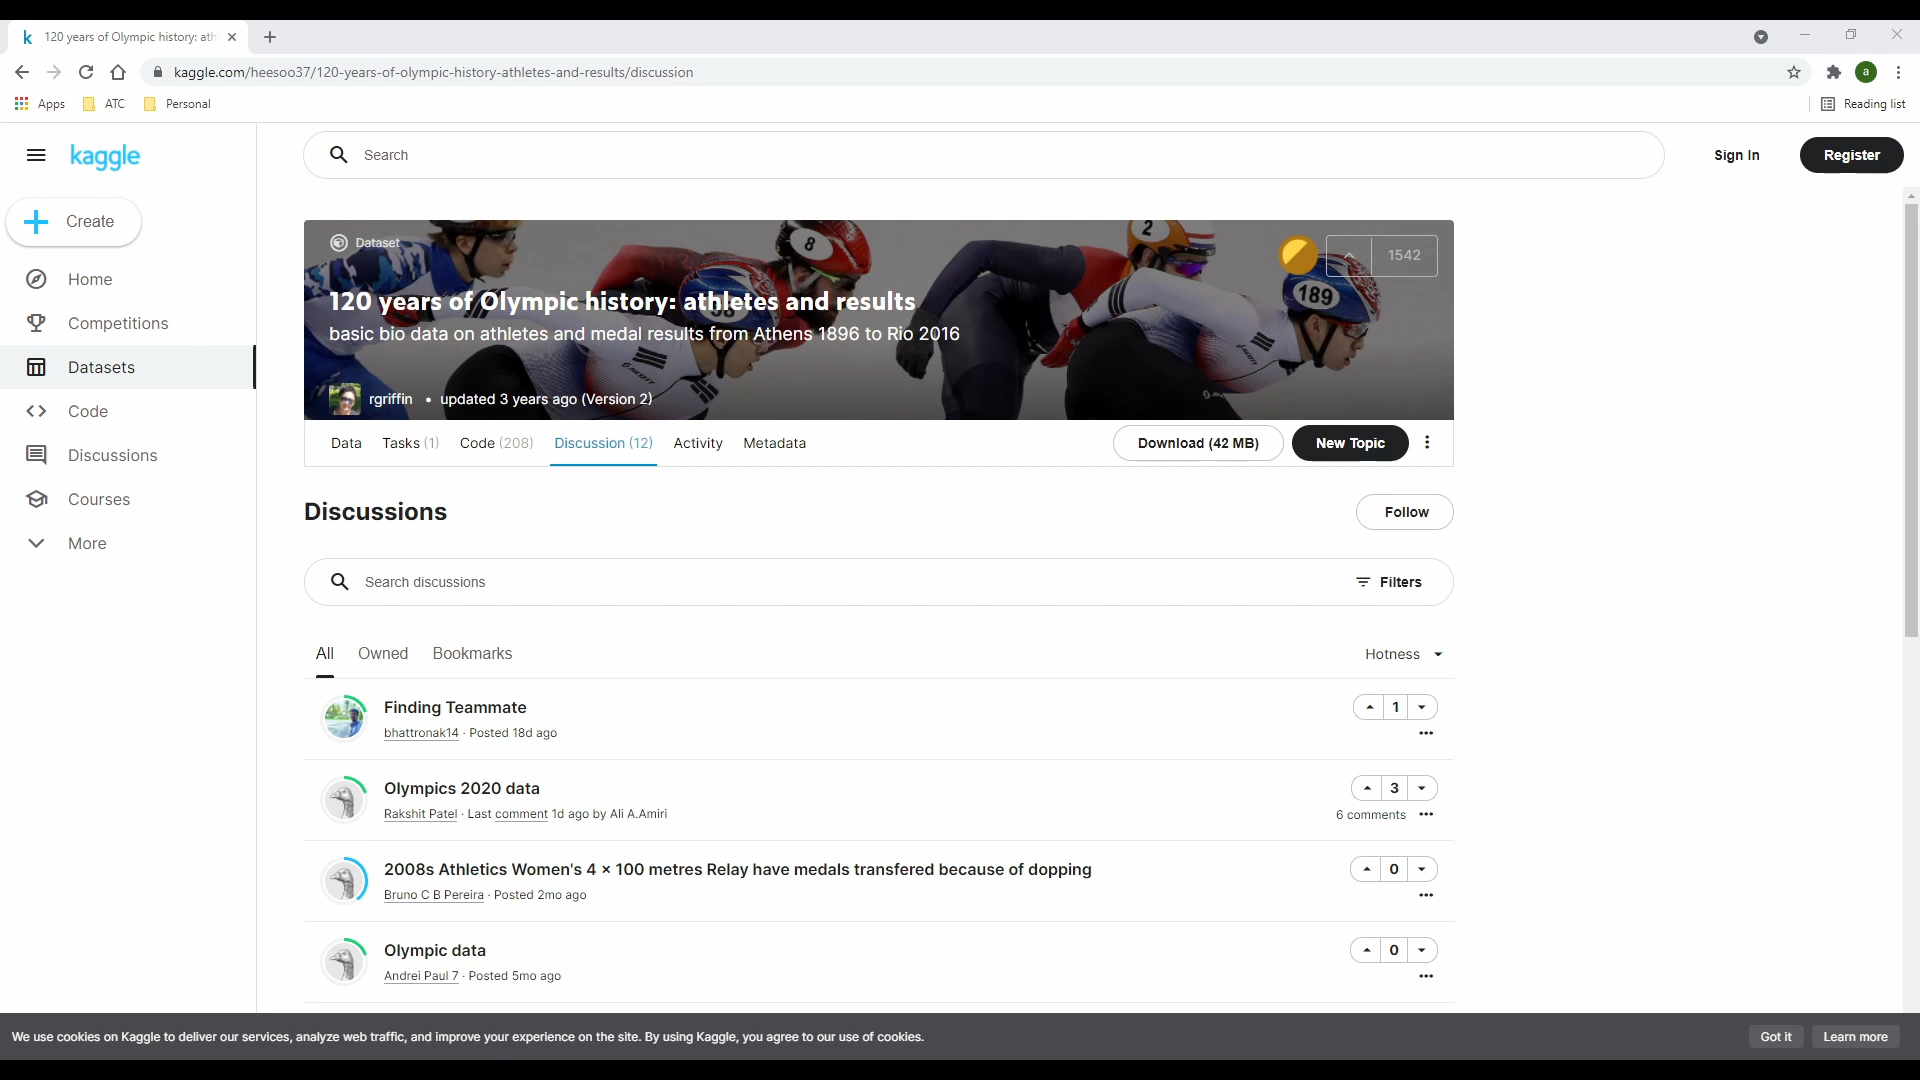 120 years of Olympic history: ath
kaggle.com/heesoo37/120-years-of-olympic-history-athletes-and-results/discussion
a
Apps
ATC
Personal
Reading list
kaggle
Search
Sign In
Register
Create
Home
Competitions
Datasets
Code
Discussions
Courses
More
Dataset
1542
120 years of Olympic history: athletes and results
basic bio data on athletes and medal results from Athens 1896 to Rio 2016
rgriffin • updated 3 years ago (Version 2)
8
2
189
SCOTT
SCOTT
Data
Tasks (1)
Code (208)
Discussion (12)
Activity
Metadata
Download (42 MB)
New Topic
Discussions
Follow
Search discussions
Filters
All
Owned
Bookmarks
Hotness
Finding Teammate
1
bhattronak14 · Posted 18d ago
Olympics 2020 data
3
Rakshit Patel · Last comment 1d ago by Ali A.Amiri
6 comments
2008s Athletics Women's 4 × 100 metres Relay have medals transfered because of dopping
0
Bruno C B Pereira · Posted 2mo ago
Olympic data
0
Andrei Paul 7 · Posted 5mo ago
We use cookies on Kaggle to deliver our services, analyze web traffic, and improve your experience on the site. By using Kaggle, you agree to our use of cookies.
Got it
Learn more